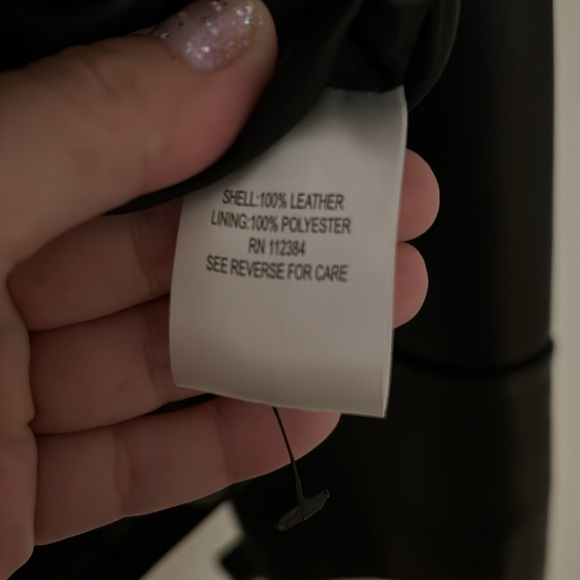 SHELL:100% LEATHER
LINING:100% POLYESTER
RN 112384
SEE REVERSE FOR CARE